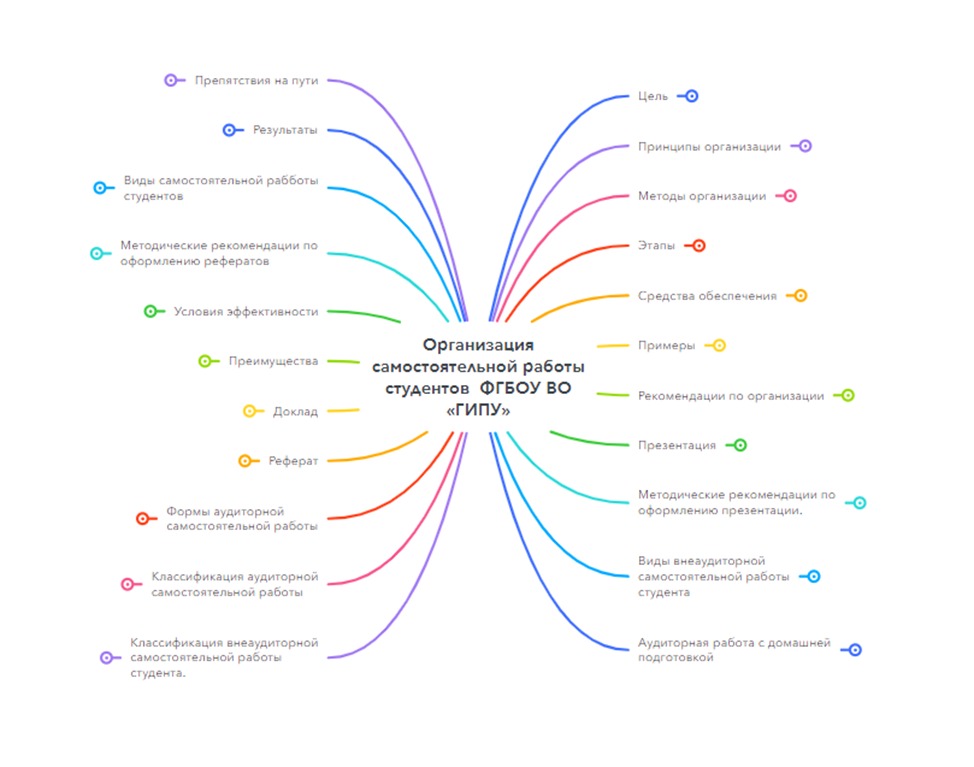 Организация
самостоятельной работы
студентов ФГБОУ ВО
«ГИПУ»
Цель
Принципы организации
Методы организации
Этапы
Средства обеспечения
Примеры
Рекомендации по организации
Презентация
Методические рекомендации по
оформлению презентации.
Виды внеаудиторной
самостоятельной работы
студента
Аудиторная работа с домашней
подготовкой
Препятствия на пути
Результаты
Виды самостоятельной рабботы
студентов
Методические рекомендации по
оформлению рефератов
Условия эффективности
Преимущества
Доклад
Реферат
Формы аудиторной
самостоятельной работы
Классификация аудиторной
самостоятельной работы
Классификация внеаудиторной
самостоятельной работы
студента.